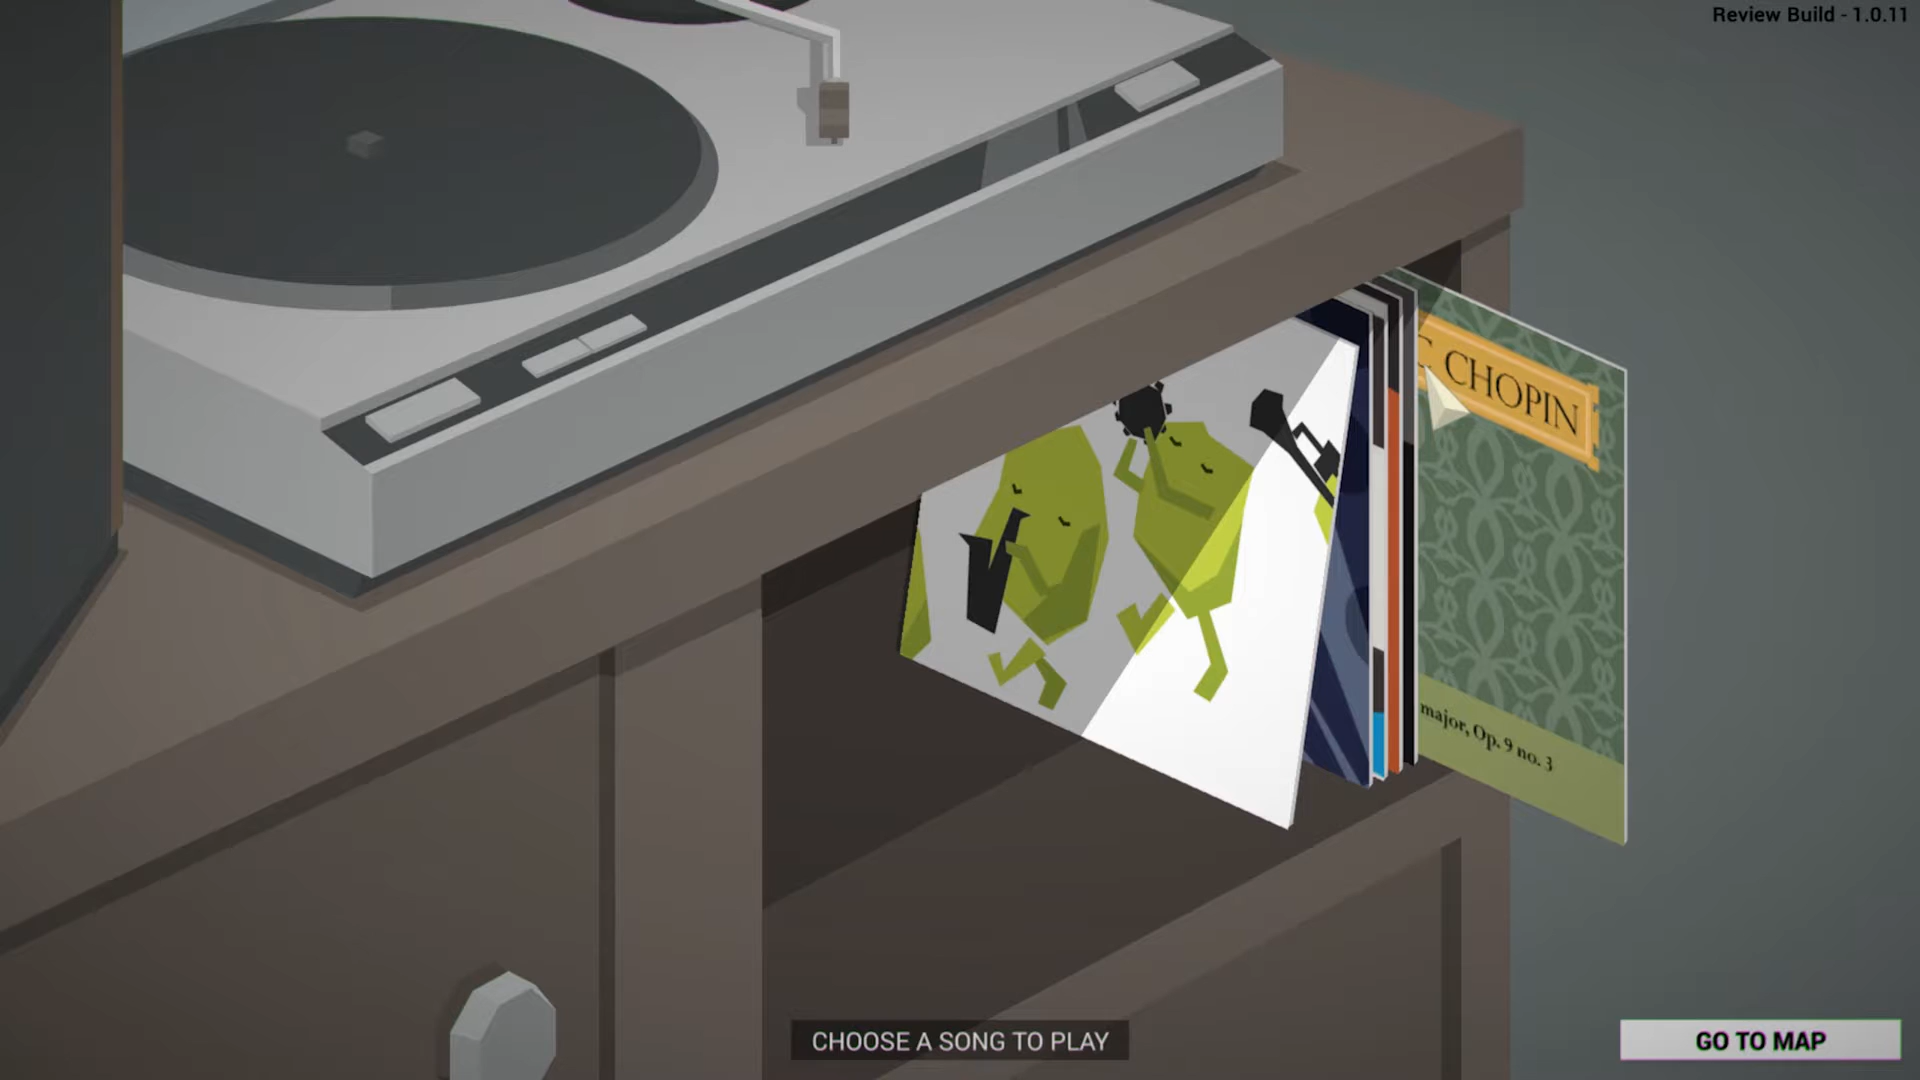 Review Build - 1.0.11
CHOPIN
major, Op. 9 no. 3
CHOOSE A SONG TO PLAY
GO TO MAP